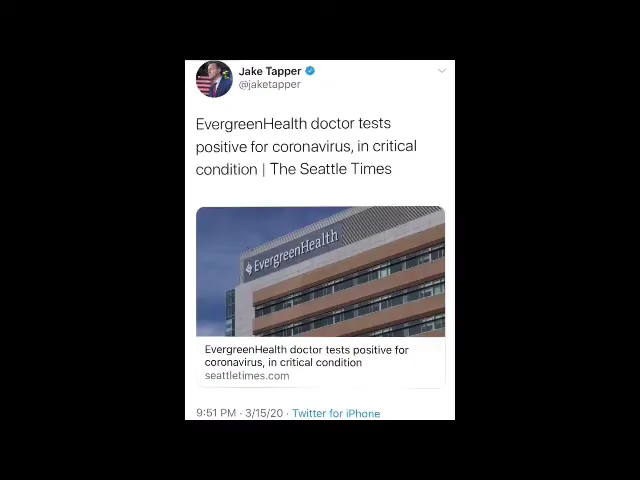 Jake Tapper
@jaketapper
EvergreenHealth doctor tests
positive for coronavirus, in critical
condition | The Seattle Times
EvergreenHealth
EvergreenHealth doctor tests positive for
coronavirus, in critical condition
seattletimes.com
9:51 PM · 3/15/20 · Twitter for iPhone